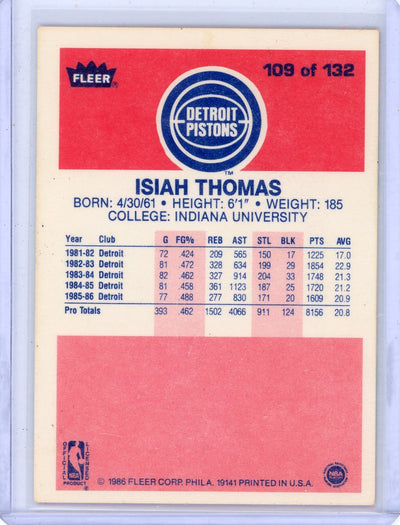 FLEER®
109 of 132
DETROIT
PISTONS
TM
ISIAH THOMAS
BORN: 4/30/61 • HEIGHT: 6'1" • WEIGHT: 185
COLLEGE: INDIANA UNIVERSITY
Year Club G FG% REB AST STL BLK PTS AVG
1981-82 Detroit 72 .424 209 565 150 17 1225 17.0
1982-83 Detroit 81 .472 328 634 199 29 1854 22.9
1983-84 Detroit 82 .462 327 914 204 33 1748 21.3
1984-85 Detroit 81 .458 361 1123 187 25 1720 21.2
1985-86 Detroit 77 .488 277 830 171 20 1609 20.9
Pro Totals 393 .462 1502 4066 911 124 8156 20.8
OFFICIAL NBA LICENSED
PRODUCT
© 1986 FLEER CORP. PHILA. 19141 PRINTED IN U.S.A.